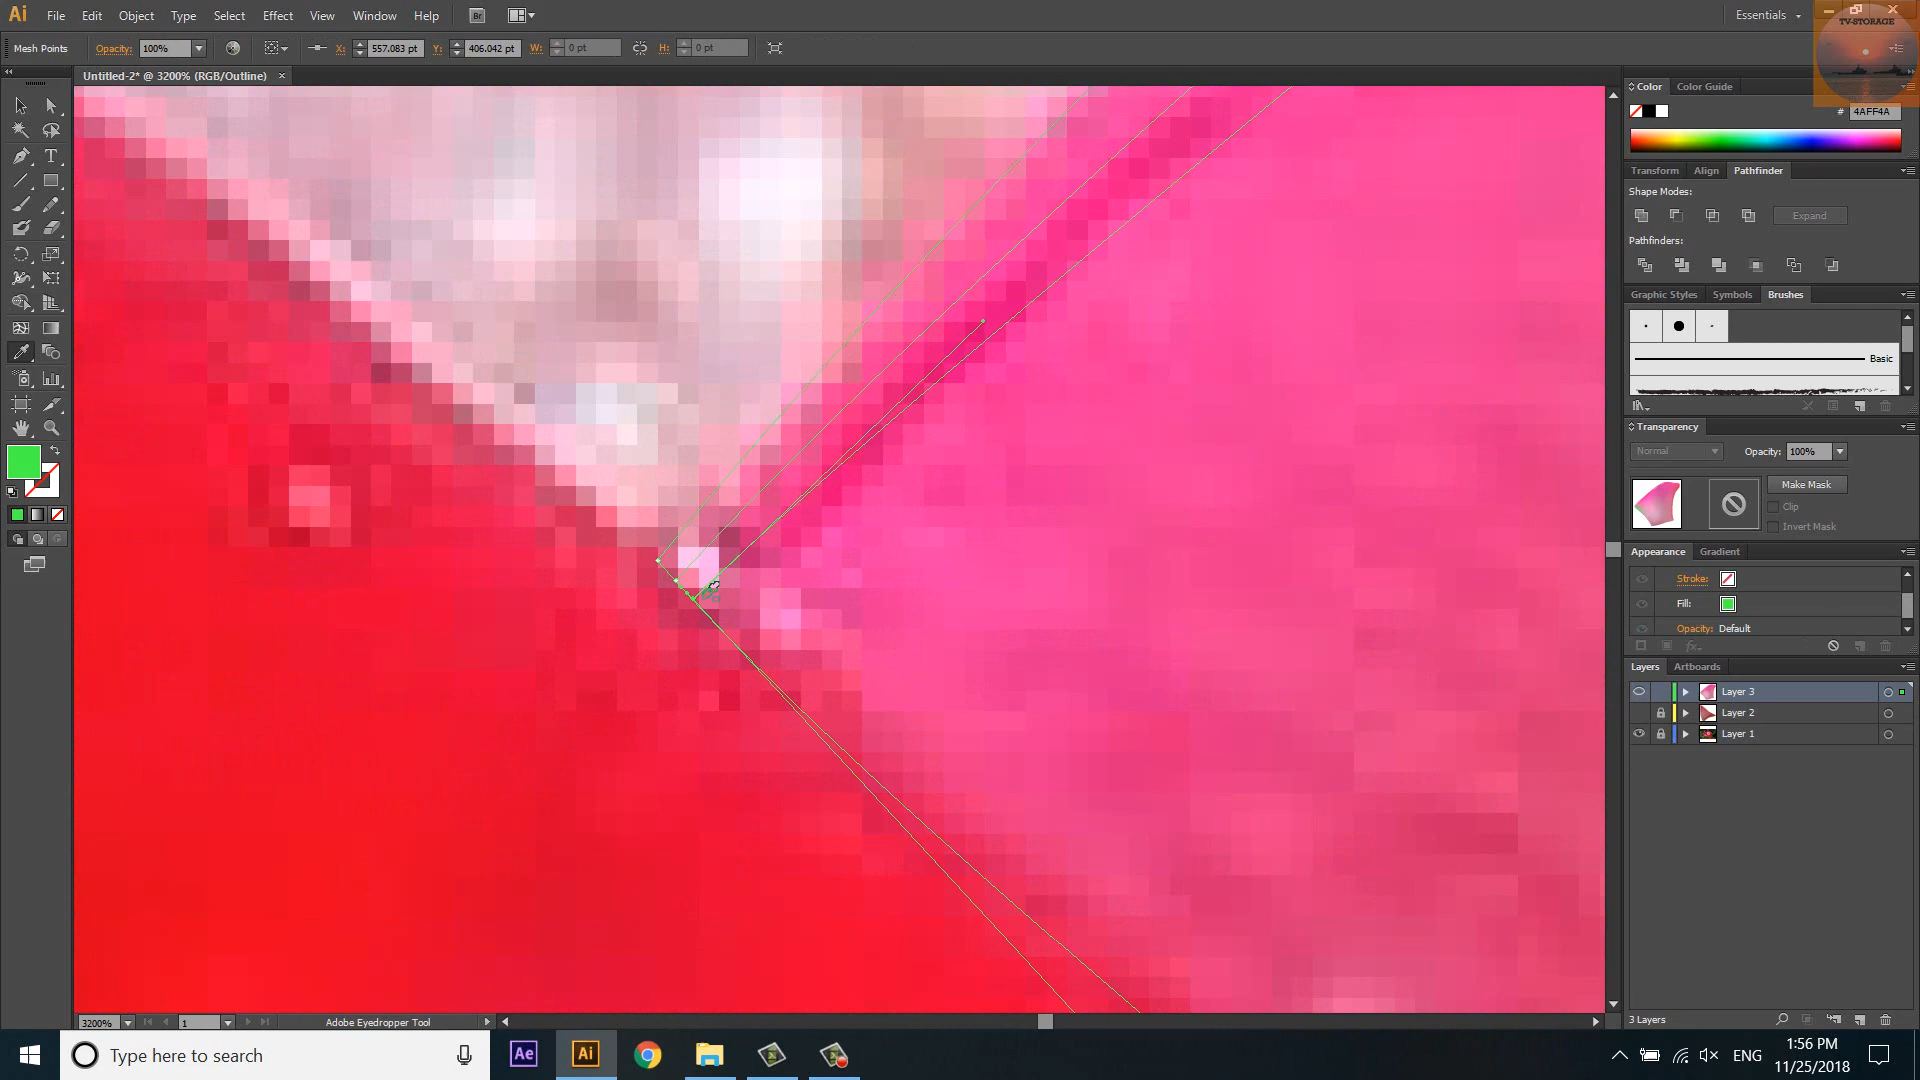 Ai File Edit Object Type Select Effect View Window Help Br Essentials
TV-STORAGE
Mesh Points Opacity: 100% X: 557.083 pt Y: 406.042 pt W: 0 pt H: 0 pt
Untitled-2* @ 3200% (RGB/Outline) ×
Color Color Guide
# 4AFF4A
Transform Align Pathfinder
Shape Modes:
Expand
Pathfinders:
Graphic Styles Symbols Brushes
Basic
Transparency
Normal Opacity: 100%
Make Mask
Clip
Invert Mask
Appearance Gradient
Stroke:
Fill:
Opacity: Default
fx
Layers Artboards
Layer 3
Layer 2
Layer 1
3 Layers
3200% 1 Adobe Eyedropper Tool
Type here to search Ae Ai ENG 1:56 PM
11/25/2018